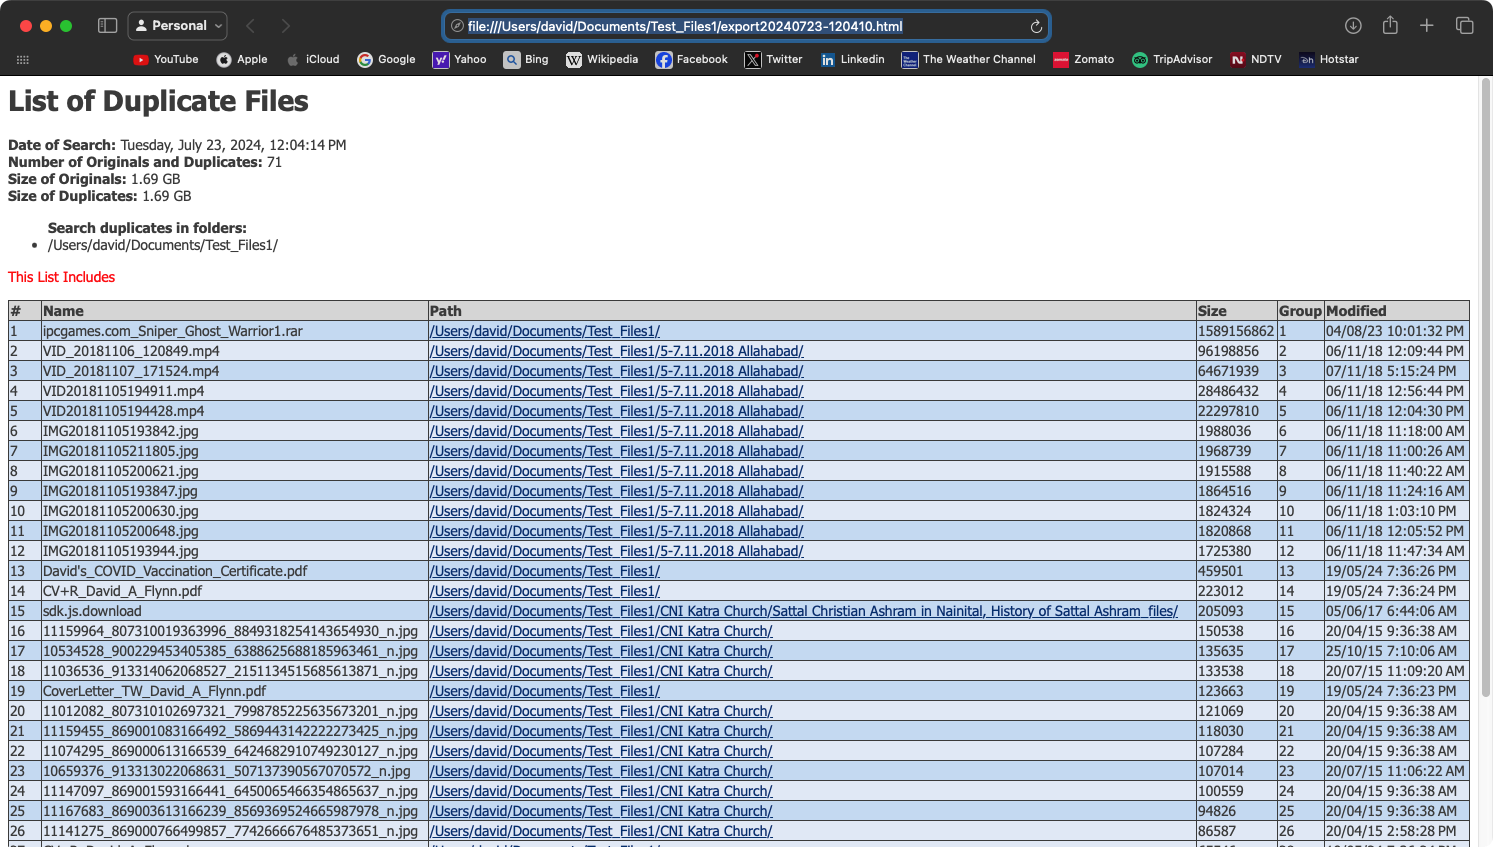 Personal
file:///Users/david/Documents/Test_Files1/export20240723-120410.html
YouTube Apple iCloud Google Yahoo Bing Wikipedia Facebook Twitter Linkedin The Weather Channel Zomato TripAdvisor NDTV Hotstar
List of Duplicate Files
Date of Search: Tuesday, July 23, 2024, 12:04:14 PM
Number of Originals and Duplicates: 71
Size of Originals: 1.69 GB
Size of Duplicates: 1.69 GB
Search duplicates in folders:
• /Users/david/Documents/Test_Files1/
This List Includes
# Name Path Size Group Modified
1 ipcgames.com_Sniper_Ghost_Warrior1.rar /Users/david/Documents/Test_Files1/ 1589156862 1 04/08/23 10:01:32 PM
2 VID_20181106_120849.mp4 /Users/david/Documents/Test_Files1/5-7.11.2018 Allahabad/ 96198856 2 06/11/18 12:09:44 PM
3 VID_20181107_171524.mp4 /Users/david/Documents/Test_Files1/5-7.11.2018 Allahabad/ 64671939 3 07/11/18 5:15:24 PM
4 VID20181105194911.mp4 /Users/david/Documents/Test_Files1/5-7.11.2018 Allahabad/ 28486432 4 06/11/18 12:56:44 PM
5 VID20181105194428.mp4 /Users/david/Documents/Test_Files1/5-7.11.2018 Allahabad/ 22297810 5 06/11/18 12:04:30 PM
6 IMG20181105193842.jpg /Users/david/Documents/Test_Files1/5-7.11.2018 Allahabad/ 1988036 6 06/11/18 11:18:00 AM
7 IMG20181105211805.jpg /Users/david/Documents/Test_Files1/5-7.11.2018 Allahabad/ 1968739 7 06/11/18 11:00:26 AM
8 IMG20181105200621.jpg /Users/david/Documents/Test_Files1/5-7.11.2018 Allahabad/ 1915588 8 06/11/18 11:40:22 AM
9 IMG20181105193847.jpg /Users/david/Documents/Test_Files1/5-7.11.2018 Allahabad/ 1864516 9 06/11/18 11:24:16 AM
10 IMG20181105200630.jpg /Users/david/Documents/Test_Files1/5-7.11.2018 Allahabad/ 1824324 10 06/11/18 1:03:10 PM
11 IMG20181105200648.jpg /Users/david/Documents/Test_Files1/5-7.11.2018 Allahabad/ 1820868 11 06/11/18 12:05:52 PM
12 IMG20181105193944.jpg /Users/david/Documents/Test_Files1/5-7.11.2018 Allahabad/ 1725380 12 06/11/18 11:47:34 AM
13 David's_COVID_Vaccination_Certificate.pdf /Users/david/Documents/Test_Files1/ 459501 13 19/05/24 7:36:26 PM
14 CV+R_David_A_Flynn.pdf /Users/david/Documents/Test_Files1/ 223012 14 19/05/24 7:36:24 PM
15 sdk.js.download /Users/david/Documents/Test_Files1/CNI Katra Church/Sattal Christian Ashram in Nainital, History of Sattal Ashram_files/ 205093 15 05/06/17 6:44:06 AM
16 11159964_807310019363996_8849318254143654930_n.jpg /Users/david/Documents/Test_Files1/CNI Katra Church/ 150538 16 20/04/15 9:36:38 AM
17 10534528_900229453405385_6388625688185963461_n.jpg /Users/david/Documents/Test_Files1/CNI Katra Church/ 135635 17 25/10/15 7:10:06 AM
18 11036536_913314062068527_2151134515685613871_n.jpg /Users/david/Documents/Test_Files1/CNI Katra Church/ 133538 18 20/07/15 11:09:20 AM
19 CoverLetter_TW_David_A_Flynn.pdf /Users/david/Documents/Test_Files1/ 123663 19 19/05/24 7:36:23 PM
20 11012082_807310102697321_7998785225635673201_n.jpg /Users/david/Documents/Test_Files1/CNI Katra Church/ 121069 20 20/04/15 9:36:38 AM
21 11159455_869001083166492_5869443142222273425_n.jpg /Users/david/Documents/Test_Files1/CNI Katra Church/ 118030 21 20/04/15 9:36:38 AM
22 11074295_869000613166539_6424682910749230127_n.jpg /Users/david/Documents/Test_Files1/CNI Katra Church/ 107284 22 20/04/15 9:36:38 AM
23 10659376_913313022068631_507137390567070572_n.jpg /Users/david/Documents/Test_Files1/CNI Katra Church/ 107014 23 20/07/15 11:06:22 AM
24 11147097_869001593166441_6450065466354865637_n.jpg /Users/david/Documents/Test_Files1/CNI Katra Church/ 100559 24 20/04/15 9:36:38 AM
25 11167683_869003613166239_8569369524665987978_n.jpg /Users/david/Documents/Test_Files1/CNI Katra Church/ 94826 25 20/04/15 9:36:38 AM
26 11141275_869000766499857_7742666676485373651_n.jpg /Users/david/Documents/Test_Files1/CNI Katra Church/ 86587 26 20/04/15 2:58:28 PM